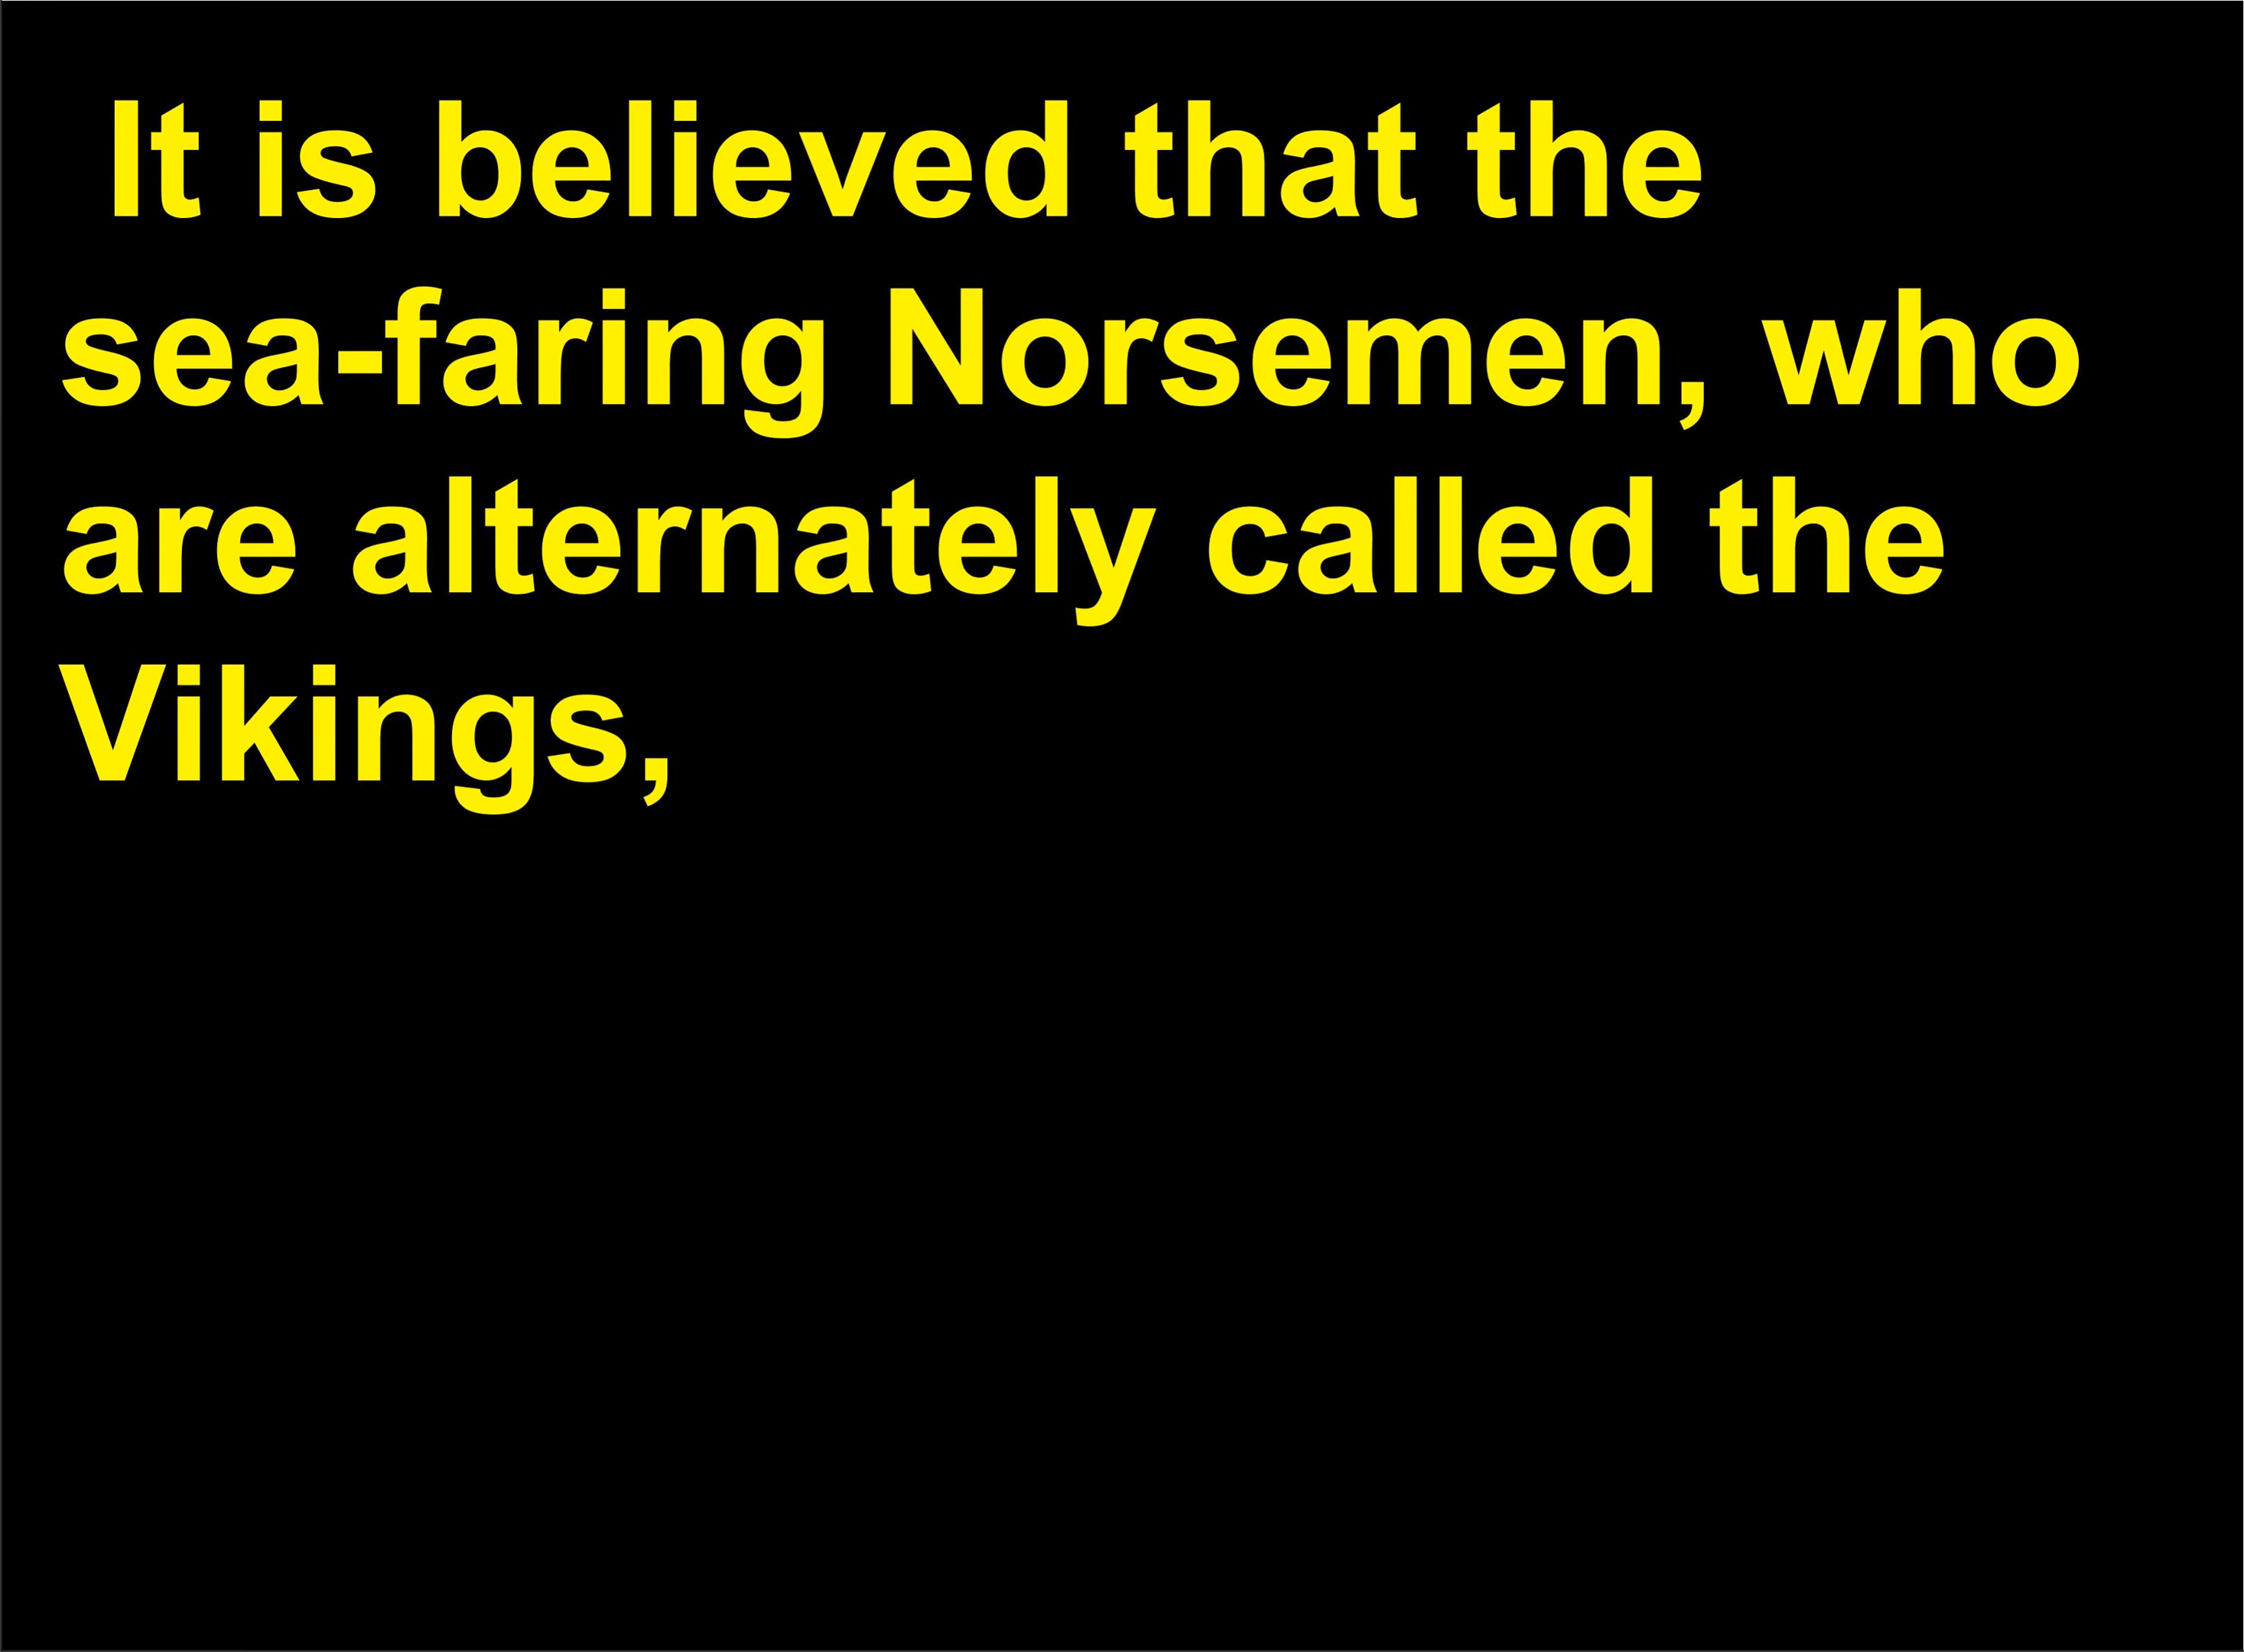 It is believed that the
sea-faring Norsemen, who
are alternately called the
Vikings,